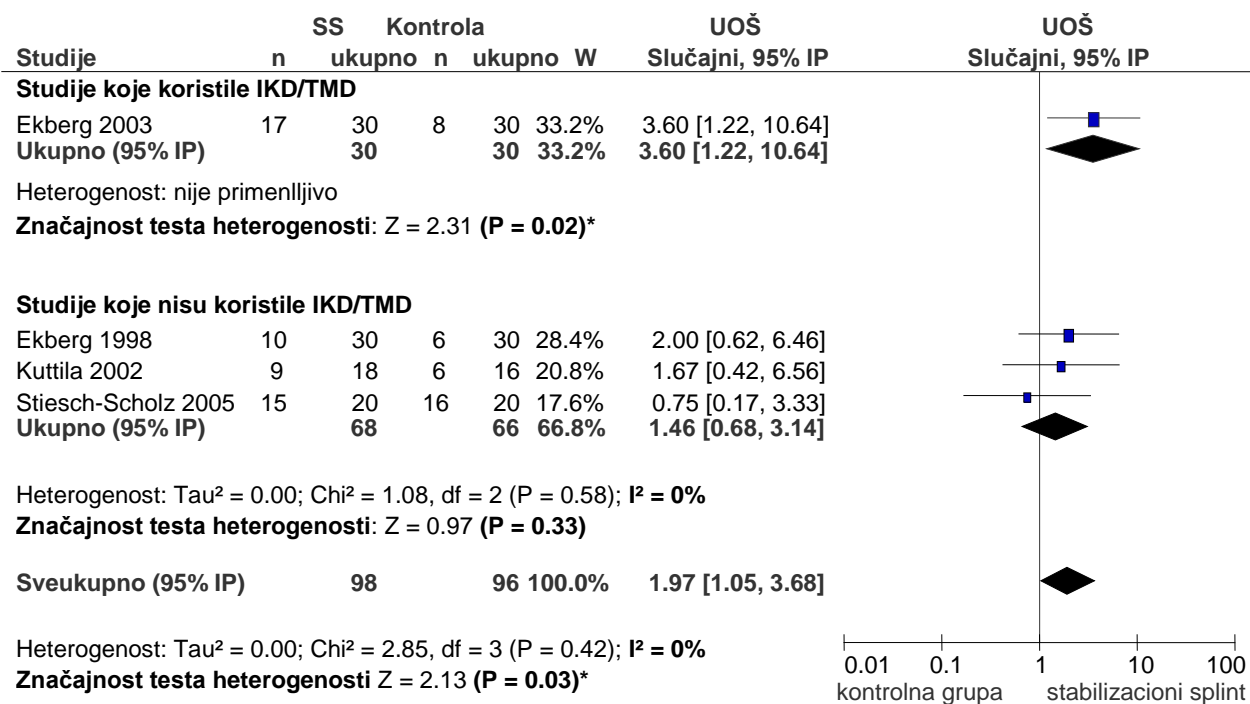 SS Kontrola UOŠ UOŠ
Studije n ukupno n ukupno W Slučajni, 95% IP Slučajni, 95% IP
Studije koje koristile IKD/TMD
Ekberg 2003 17 30 8 30 33.2% 3.60 [1.22, 10.64]
Ukupno (95% IP) 30 30 33.2% 3.60 [1.22, 10.64]
Heterogenost: nije primenlljivo
Značajnost testa heterogenosti: Z = 2.31 (P = 0.02)*
Studije koje nisu koristile IKD/TMD
Ekberg 1998 10 30 6 30 28.4% 2.00 [0.62, 6.46]
Kuttila 2002 9 18 6 16 20.8% 1.67 [0.42, 6.56]
Stiesch-Scholz 2005 15 20 16 20 17.6% 0.75 [0.17, 3.33]
Ukupno (95% IP) 68 66 66.8% 1.46 [0.68, 3.14]
Heterogenost: Tau² = 0.00; Chi² = 1.08, df = 2 (P = 0.58); I² = 0%
Značajnost testa heterogenosti: Z = 0.97 (P = 0.33)
Sveukupno (95% IP) 98 96 100.0% 1.97 [1.05, 3.68]
Heterogenost: Tau² = 0.00; Chi² = 2.85, df = 3 (P = 0.42); I² = 0%
Značajnost testa heterogenosti Z = 2.13 (P = 0.03)*
0.01 0.1 1 10 100
kontrolna grupa stabilizacioni splint